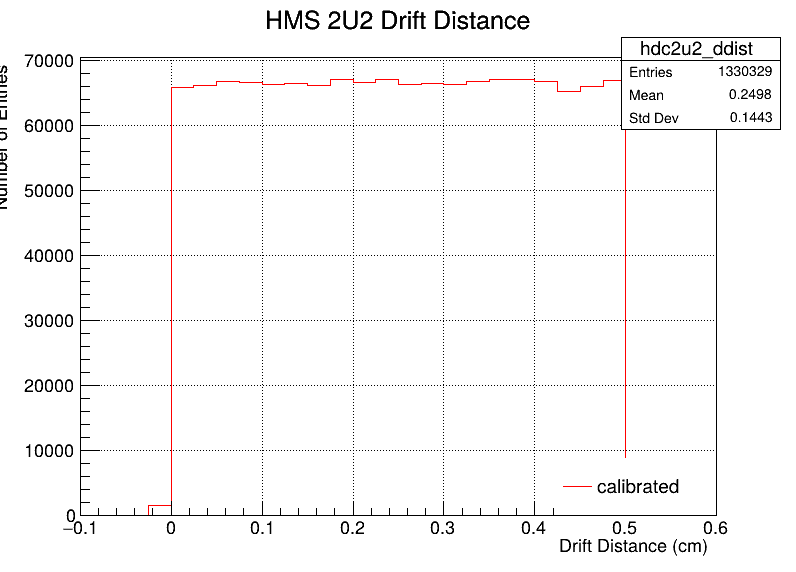 HMS 2U2 Drift Distance
hdc2u2_ddist
Entries 1330329
Mean 0.2498
Std Dev 0.1443
Number of Entries
70000
60000
50000
40000
30000
20000
10000
0
calibrated
−0.1 0 0.1 0.2 0.3 0.4 0.5 0.6
Drift Distance (cm)